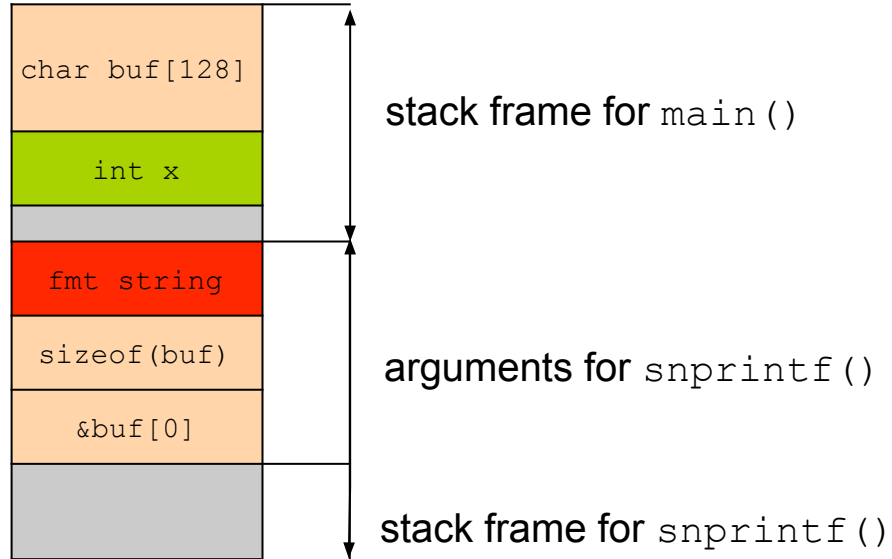 char buf[128]
stack frame for main()
int x
fmt string
sizeof(buf)
arguments for snprintf()
&buf[0]
stack frame for snprintf()